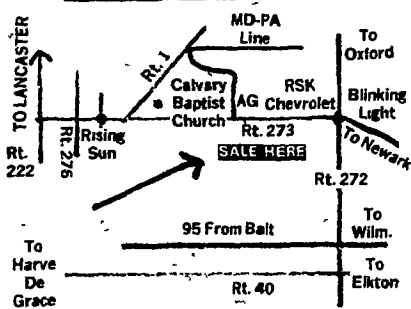 MD-PA
Line
To
Oxford
TO LANCASTER
Rt. 1
Calvary
Baptist
Church
AG
RSK
Chevrolet
Blinking
Light
Rt. 276
Rising
Sun
Rt. 273
To Newark
Rt.
222
SALE HERE
Rt. 272
95 From Balt
To
Wilm.
To
Harve
De
Grace
To
Elkton
Rt. 40